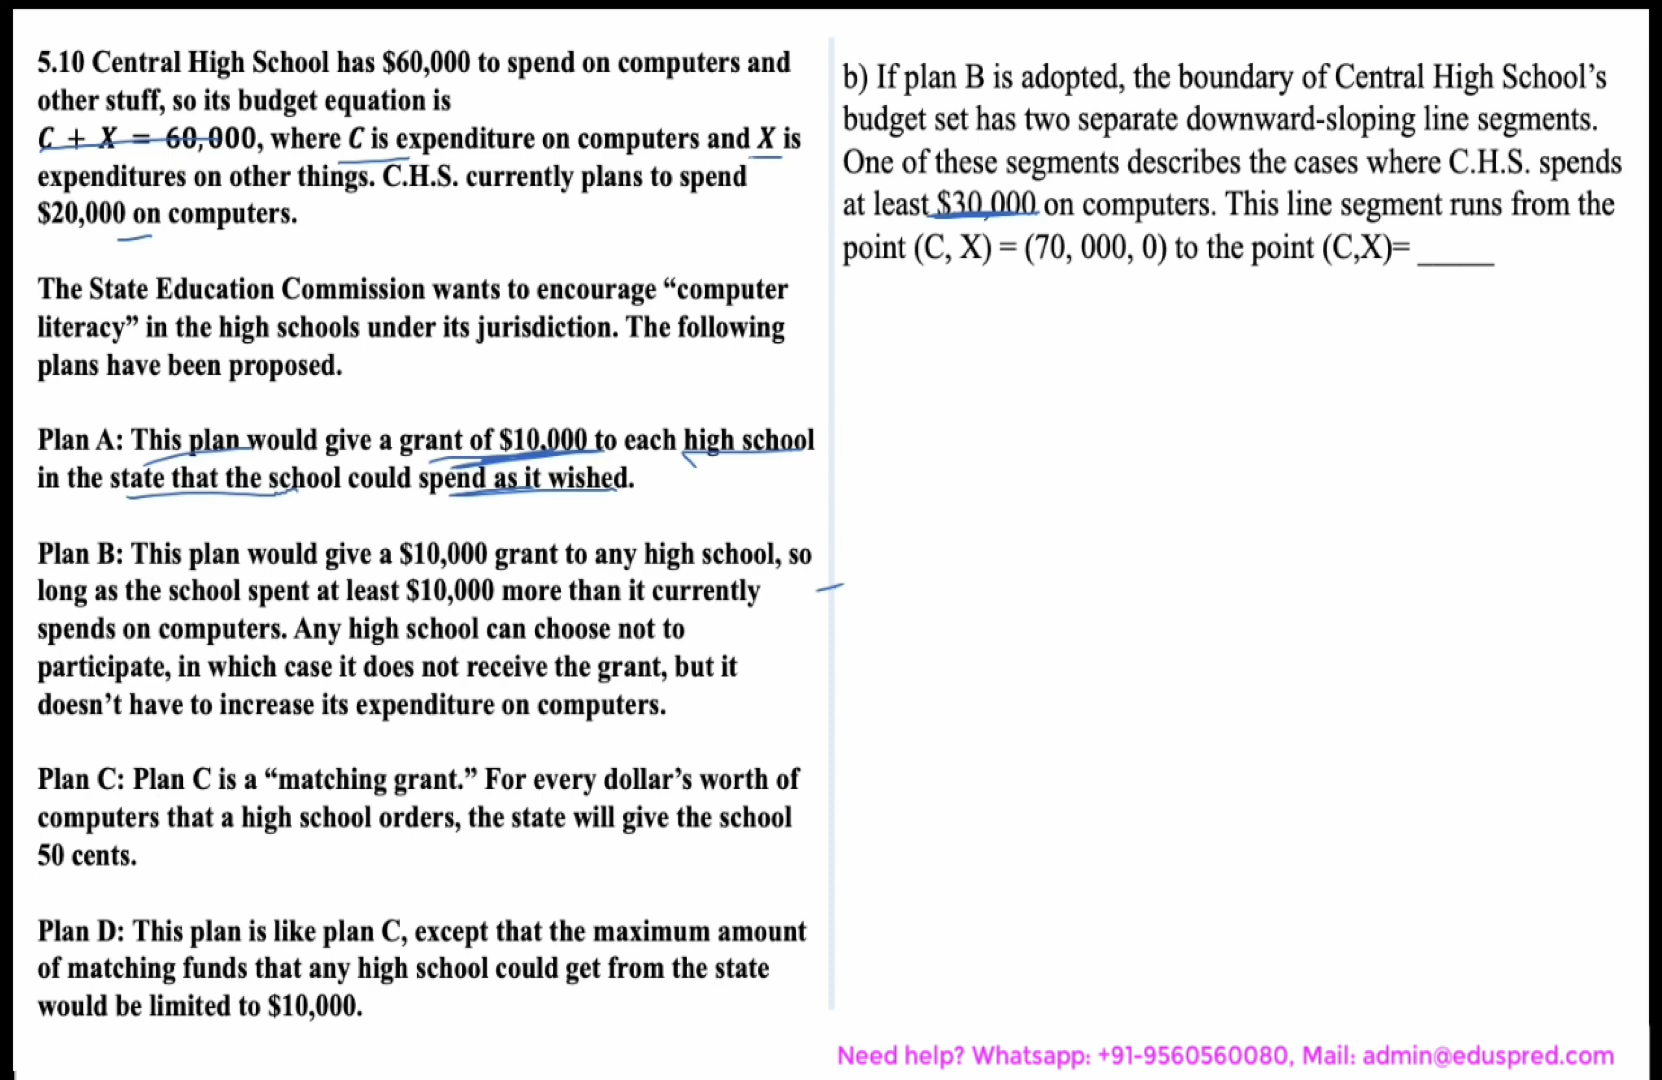 5.10 Central High School has $60,000 to spend on computers and
other stuff, so its budget equation is
C + X = 60,000, where C is expenditure on computers and X is
expenditures on other things. C.H.S. currently plans to spend
$20,000 on computers.
The State Education Commission wants to encourage “computer
literacy” in the high schools under its jurisdiction. The following
plans have been proposed.
Plan A: This plan would give a grant of $10,000 to each high school
in the state that the school could spend as it wished.
Plan B: This plan would give a $10,000 grant to any high school, so
long as the school spent at least $10,000 more than it currently
spends on computers. Any high school can choose not to
participate, in which case it does not receive the grant, but it
doesn’t have to increase its expenditure on computers.
Plan C: Plan C is a “matching grant.” For every dollar’s worth of
computers that a high school orders, the state will give the school
50 cents.
Plan D: This plan is like plan C, except that the maximum amount
of matching funds that any high school could get from the state
would be limited to $10,000.
b) If plan B is adopted, the boundary of Central High School’s
budget set has two separate downward-sloping line segments.
One of these segments describes the cases where C.H.S. spends
at least $30,000 on computers. This line segment runs from the
point (C, X) = (70, 000, 0) to the point (C,X)= _____
Need help? Whatsapp: +91-9560560080, Mail: admin@eduspred.com